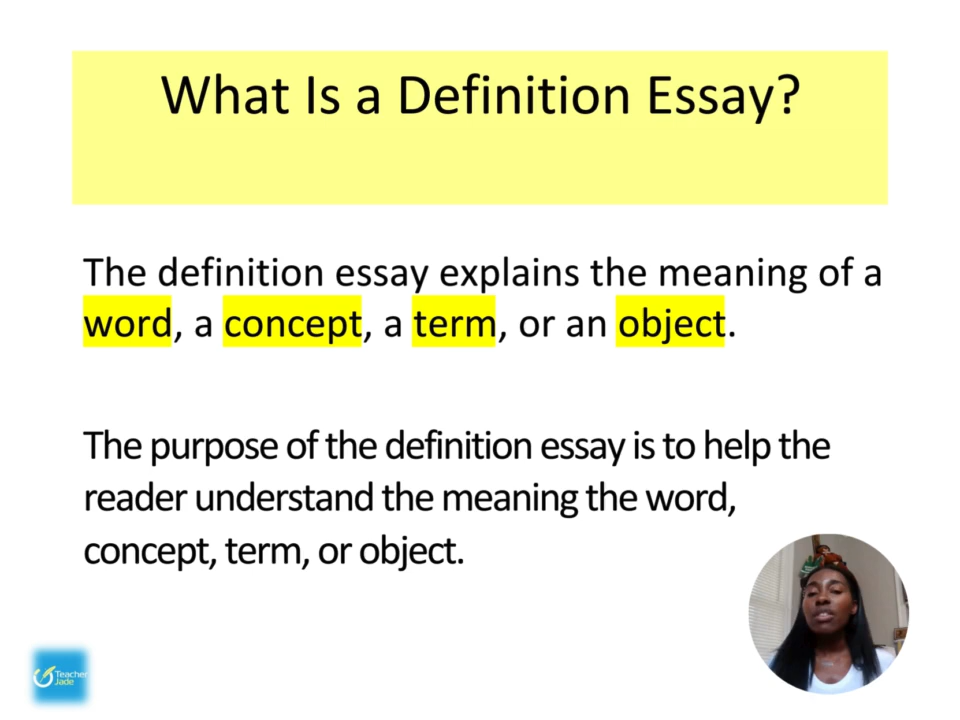 What Is a Definition Essay?
The definition essay explains the meaning of a
word, a concept, a term, or an object.
The purpose of the definition essay is to help the
reader understand the meaning the word,
concept, term, or object.
Teacher
Jade